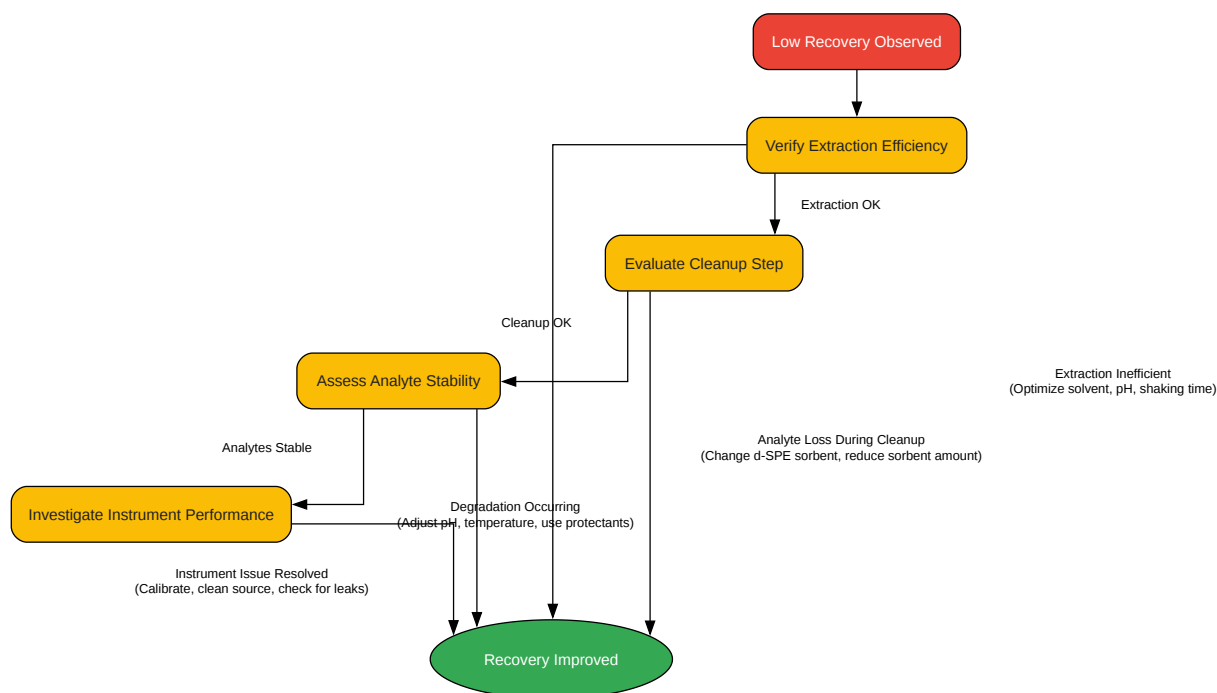 Low Recovery Observed
Verify Extraction Efficiency
Extraction OK
Evaluate Cleanup Step
Cleanup OK
Assess Analyte Stability
Extraction Inefficient
(Optimize solvent, pH, shaking time)
Analytes Stable
Analyte Loss During Cleanup
(Change d-SPE sorbent, reduce sorbent amount)
Investigate Instrument Performance
Degradation Occurring
(Adjust pH, temperature, use protectants)
Instrument Issue Resolved
(Calibrate, clean source, check for leaks)
Recovery Improved